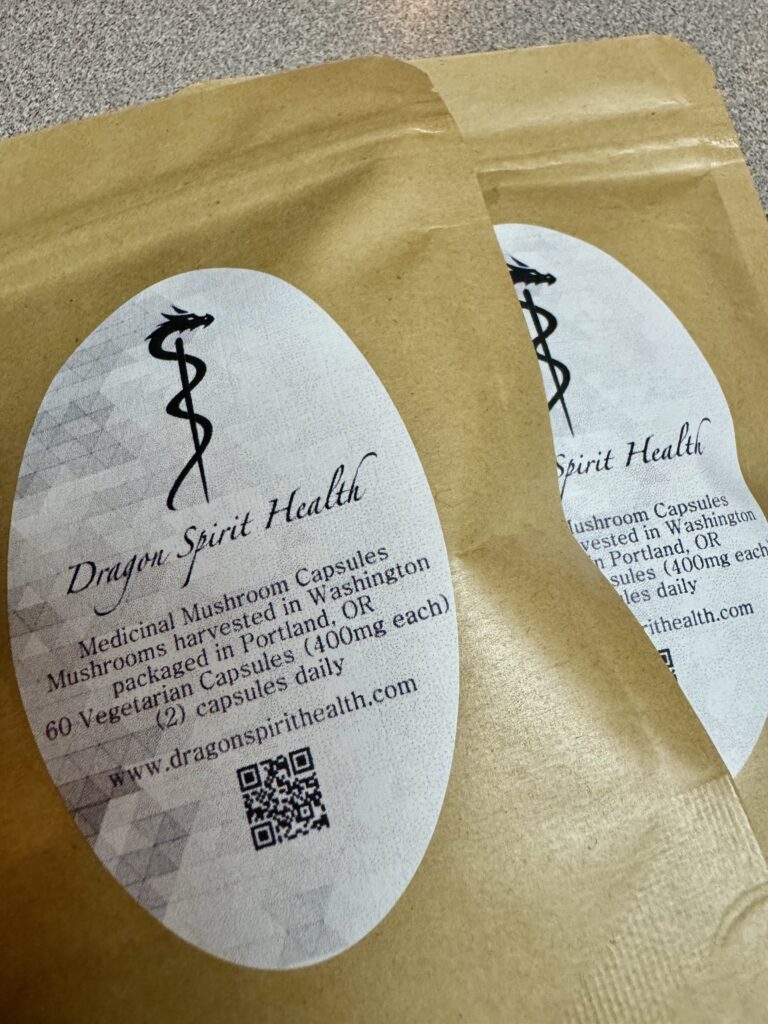 Dragon Spirit Health
Medicinal Mushroom Capsules
Mushrooms harvested in Washington
packaged in Portland, OR
60 Vegetarian Capsules (400mg each)
(2) capsules daily
www.dragonspirithealth.com
Spirit Health
Mushroom Capsules
vested in Washington
n Portland, OR
sules (400mg each
les daily
rithealth.com